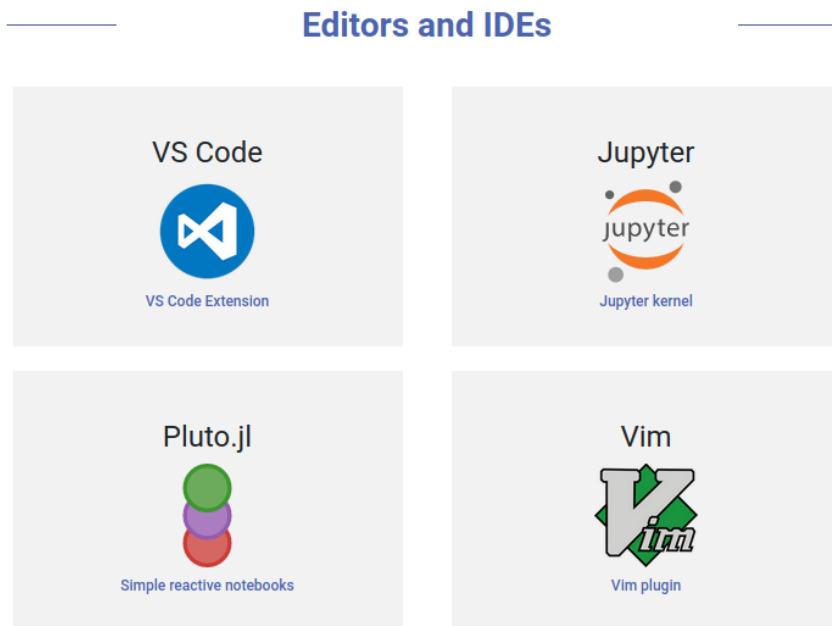 Editors and IDEs
VS Code
VS Code Extension
Jupyter
jupyter
Jupyter kernel
Pluto.jl
Simple reactive notebooks
Vim
Vim
Vim plugin